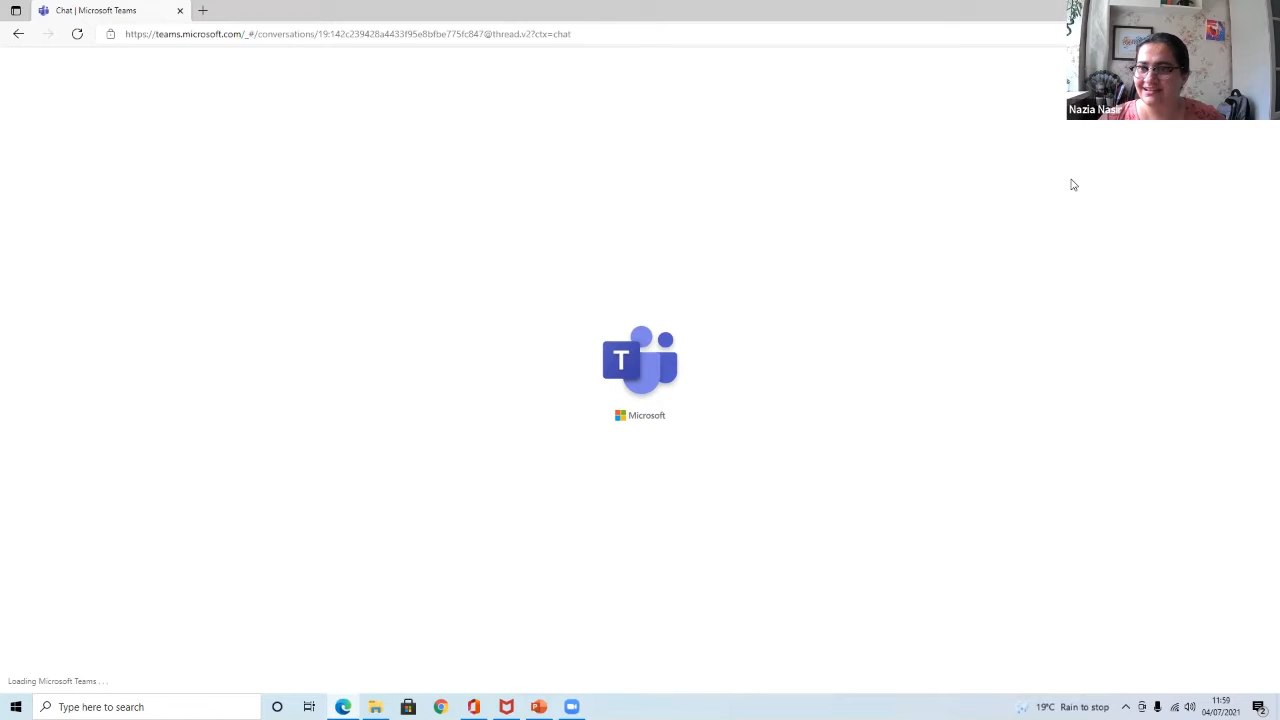 Chat | Microsoft Teams
https://teams.microsoft.com/_#/conversations/19:142c239428a4433f95e8bfbe775fc847@thread.v2?ctx=chat
Nazia Nasir
T
Microsoft
Loading Microsoft Teams . . .
Type here to search
19°C Rain to stop
11:59
04/07/2021
2